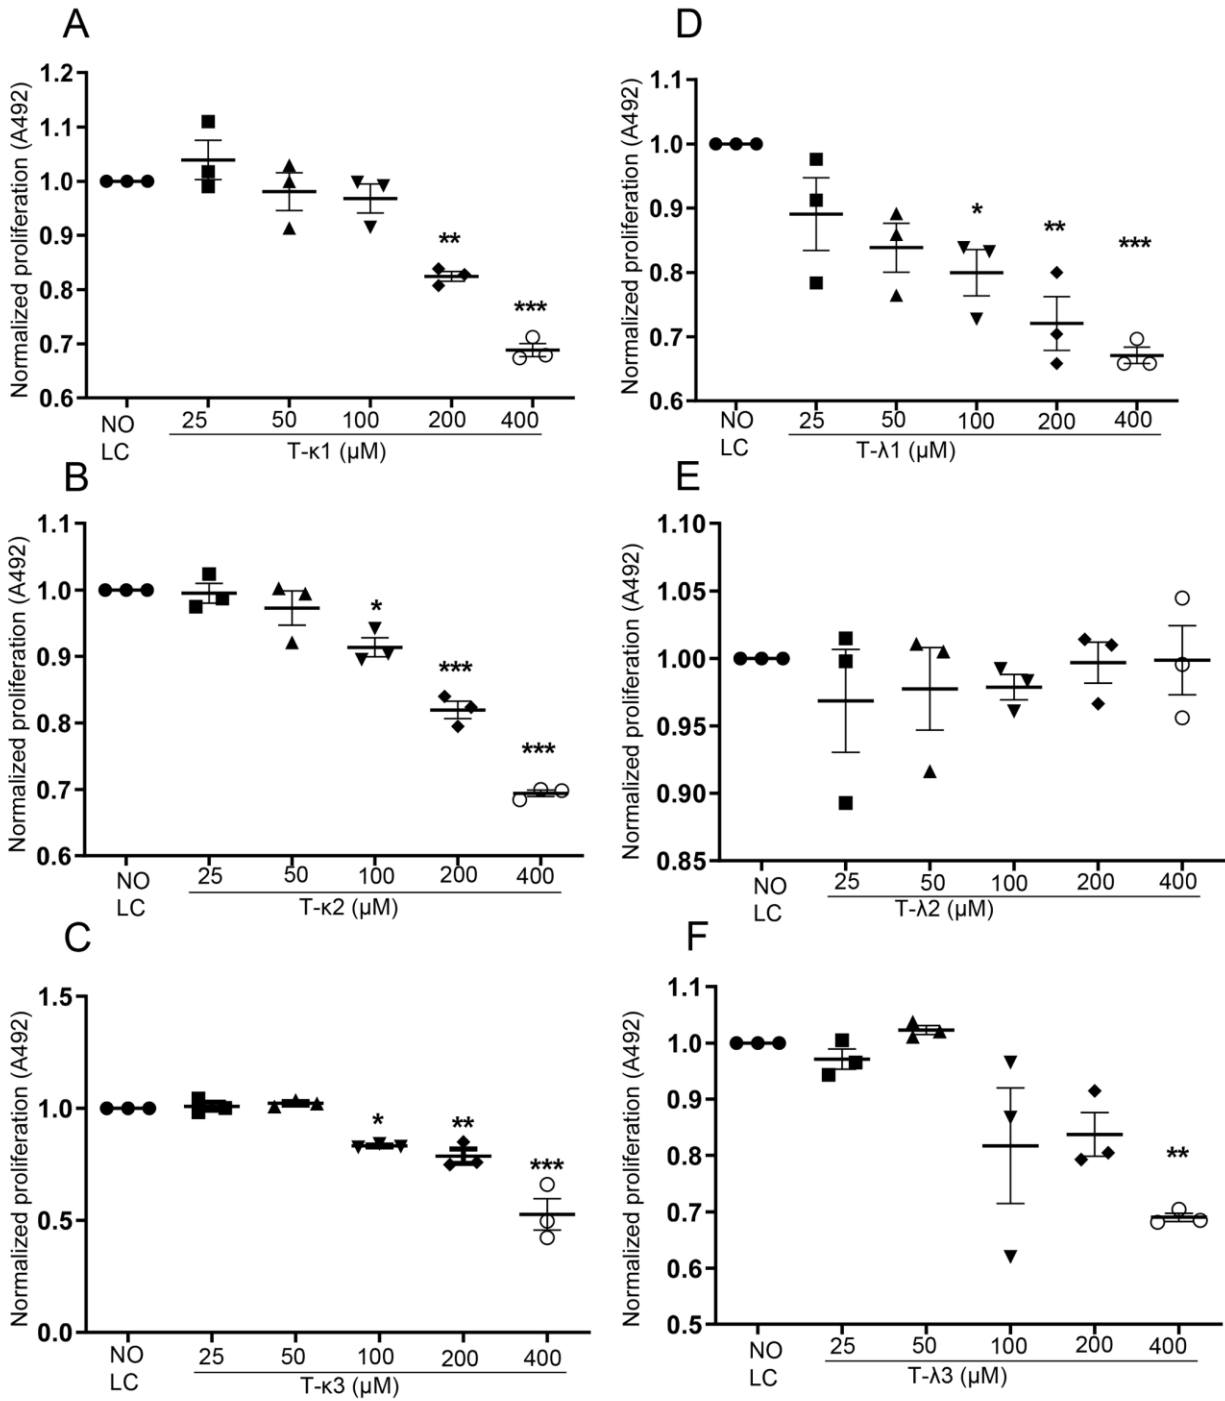 A
Normalized proliferation (A492)
1.2
1.1
1.0
0.9
0.8
0.7
0.6
**
***
NO
LC
25 50 100 200 400
T-κ1 (µM)
B
Normalized proliferation (A492)
1.1
1.0
0.9
0.8
0.7
0.6
*
***
***
NO
LC
25 50 100 200 400
T-κ2 (µM)
C
Normalized proliferation (A492)
1.5
1.0
0.5
0.0
*
**
***
NO
LC
25 50 100 200 400
T-κ3 (µM)
D
Normalized proliferation (A492)
1.1
1.0
0.9
0.8
0.7
0.6
*
**
***
NO
LC
25 50 100 200 400
T-λ1 (µM)
E
Normalized proliferation (A492)
1.10
1.05
1.00
0.95
0.90
0.85
NO
LC
25 50 100 200 400
T-λ2 (µM)
F
Normalized proliferation (A492)
1.1
1.0
0.9
0.8
0.7
0.6
0.5
**
NO
LC
25 50 100 200 400
T-λ3 (µM)